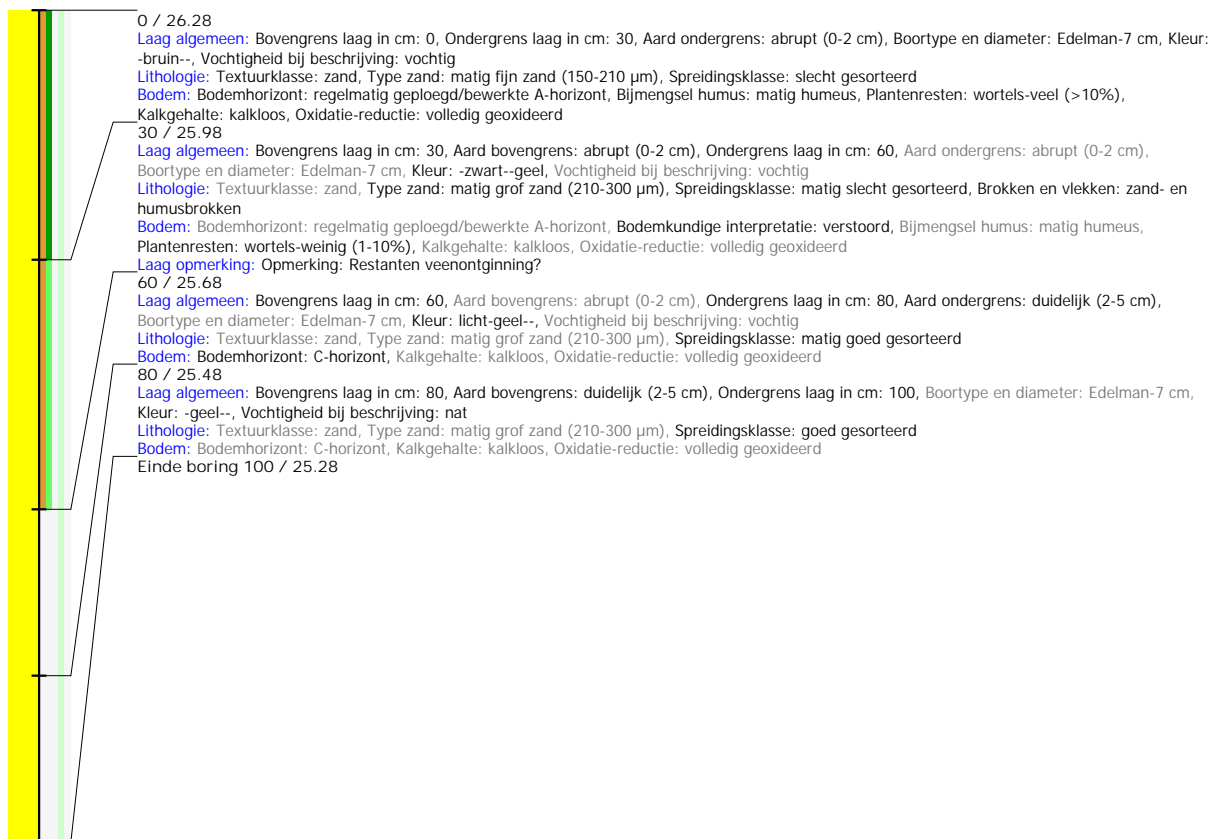 0 / 26.28
Laag algemeen: Bovengrens laag in cm: 0, Ondergrens laag in cm: 30, Aard ondergrens: abrupt (0-2 cm), Boortype en diameter: Edelman-7 cm, Kleur:
-bruin--, Vochtigheid bij beschrijving: vochtig
Lithologie: Textuurklasse: zand, Type zand: matig fijn zand (150-210 µm), Spreidingsklasse: slecht gesorteerd
Bodem: Bodemhorizont: regelmatig geploegd/bewerkte A-horizont, Bijmengsel humus: matig humeus, Plantenresten: wortels-veel (>10%),
Kalkgehalte: kalkloos, Oxidatie-reductie: volledig geoxideerd
30 / 25.98
Laag algemeen: Bovengrens laag in cm: 30, Aard bovengrens: abrupt (0-2 cm), Ondergrens laag in cm: 60, Aard ondergrens: abrupt (0-2 cm),
Boortype en diameter: Edelman-7 cm, Kleur: -zwart--geel, Vochtigheid bij beschrijving: vochtig
Lithologie: Textuurklasse: zand, Type zand: matig grof zand (210-300 µm), Spreidingsklasse: matig slecht gesorteerd, Brokken en vlekken: zand- en
humusbrokken
Bodem: Bodemhorizont: regelmatig geploegd/bewerkte A-horizont, Bodemkundige interpretatie: verstoord, Bijmengsel humus: matig humeus,
Plantenresten: wortels-weinig (1-10%), Kalkgehalte: kalkloos, Oxidatie-reductie: volledig geoxideerd
Laag opmerking: Opmerking: Restanten veenontginning?
60 / 25.68
Laag algemeen: Bovengrens laag in cm: 60, Aard bovengrens: abrupt (0-2 cm), Ondergrens laag in cm: 80, Aard ondergrens: duidelijk (2-5 cm),
Boortype en diameter: Edelman-7 cm, Kleur: licht-geel--, Vochtigheid bij beschrijving: vochtig
Lithologie: Textuurklasse: zand, Type zand: matig grof zand (210-300 µm), Spreidingsklasse: matig goed gesorteerd
Bodem: Bodemhorizont: C-horizont, Kalkgehalte: kalkloos, Oxidatie-reductie: volledig geoxideerd
80 / 25.48
Laag algemeen: Bovengrens laag in cm: 80, Aard bovengrens: duidelijk (2-5 cm), Ondergrens laag in cm: 100, Boortype en diameter: Edelman-7 cm,
Kleur: -geel--, Vochtigheid bij beschrijving: nat
Lithologie: Textuurklasse: zand, Type zand: matig grof zand (210-300 µm), Spreidingsklasse: goed gesorteerd
Bodem: Bodemhorizont: C-horizont, Kalkgehalte: kalkloos, Oxidatie-reductie: volledig geoxideerd
Einde boring 100 / 25.28